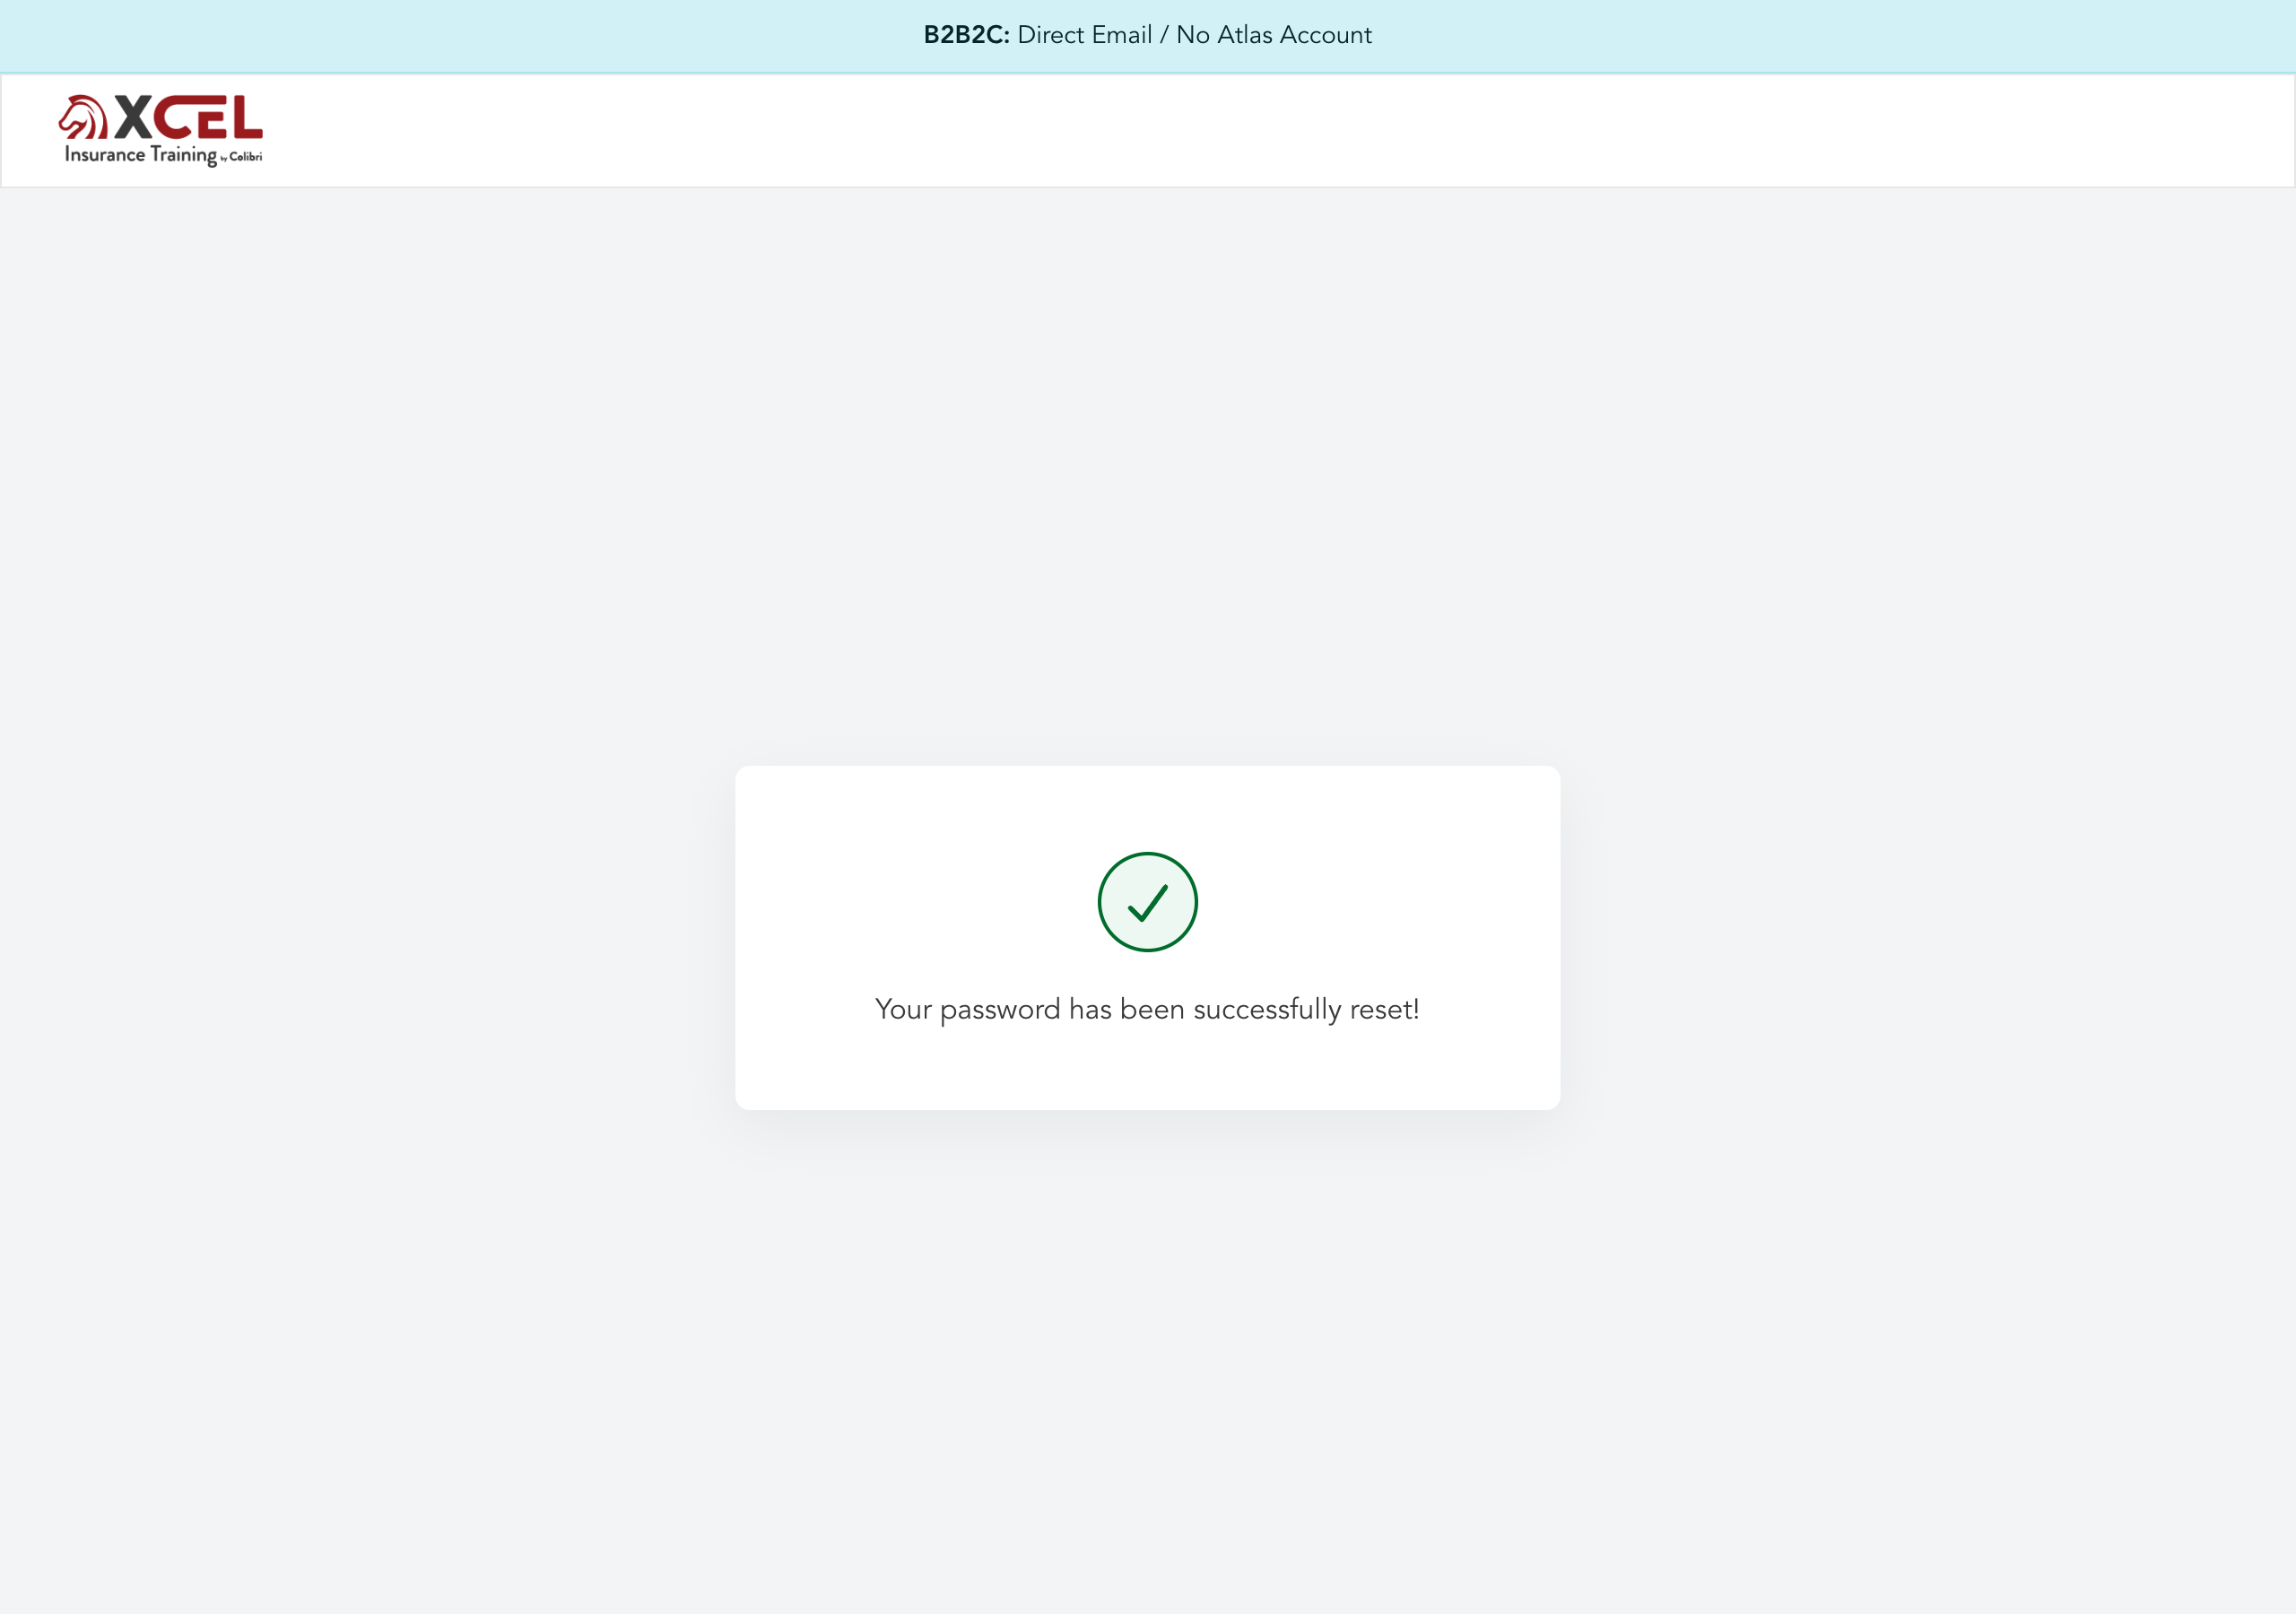 B2B2C: Direct Email / No Atlas Account
XCEL
Insurance Training by Colibri
Your password has been successfully reset!